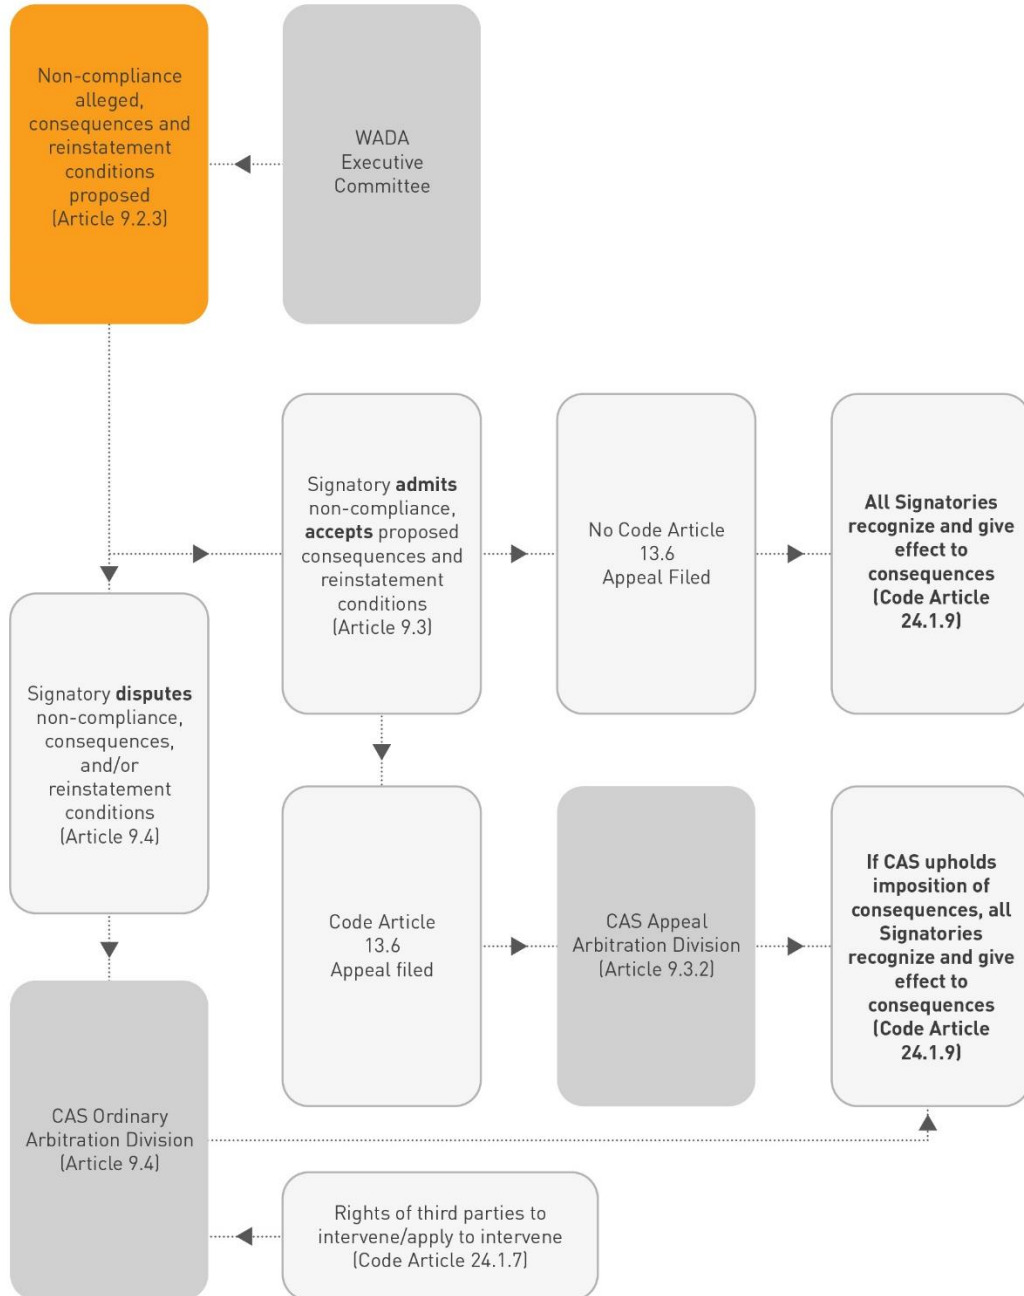 Non-compliance
alleged,
consequences and
reinstatement
conditions
proposed
(Article 9.2.3)
WADA
Executive
Committee
Signatory admits
non-compliance,
accepts proposed
consequences and
reinstatement
conditions
(Article 9.3)
No Code Article
13.6
Appeal Filed
All Signatories
recognize and give
effect to
consequences
(Code Article
24.1.9)
Signatory disputes
non-compliance,
consequences,
and/or
reinstatement
conditions
(Article 9.4)
Code Article
13.6
Appeal filed
CAS Appeal
Arbitration Division
(Article 9.3.2)
If CAS upholds
imposition of
consequences, all
Signatories
recognize and give
effect to
consequences
(Code Article
24.1.9)
CAS Ordinary
Arbitration Division
(Article 9.4)
Rights of third parties to
intervene/apply to intervene
(Code Article 24.1.7)